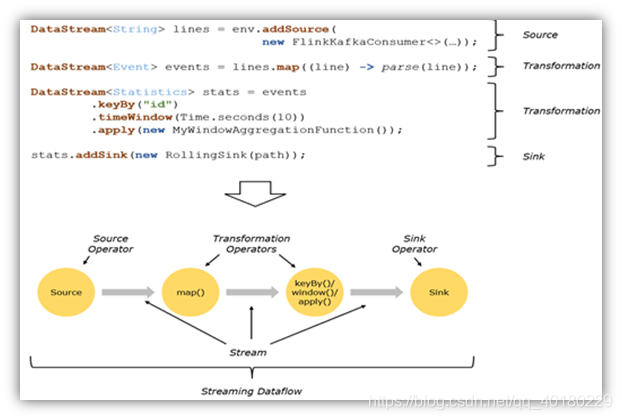 DataStream<String> lines = env.addSource(
new FlinkKafkaConsumer<>(…));
Source
DataStream<Event> events = lines.map((line) -> parse(line));
Transformation
DataStream<Statistics> stats = events
.keyBy("id")
.timeWindow(Time.seconds(10))
.apply(new MyWindowAggregationFunction());
Transformation
stats.addSink(new RollingSink(path));
Sink
Source
Operator
Transformation
Operators
Sink
Operator
Source
map()
keyBy()/
window()/
apply()
Sink
Stream
Streaming Dataflow
https://blog.csdn.net/qq_40180229